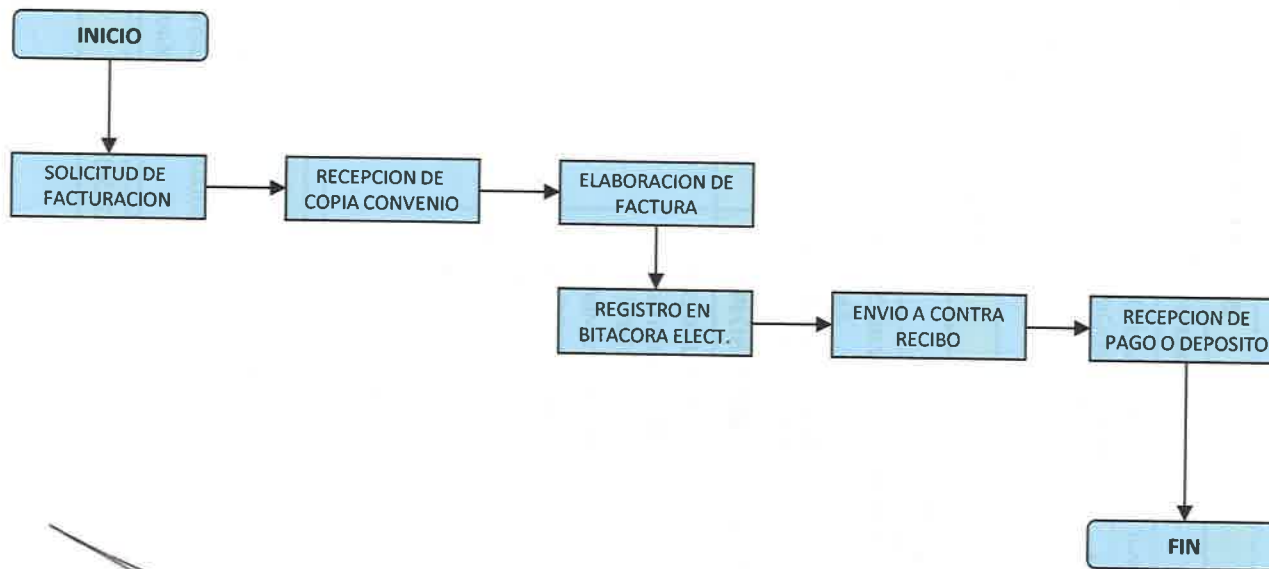 INICIO
SOLICITUD DE
FACTURACION
RECEPCION DE
COPIA CONVENIO
ELABORACION DE
FACTURA
REGISTRO EN
BITACORA ELECT.
ENVIO A CONTRA
RECIBO
RECEPCION DE
PAGO O DEPOSITO
FIN